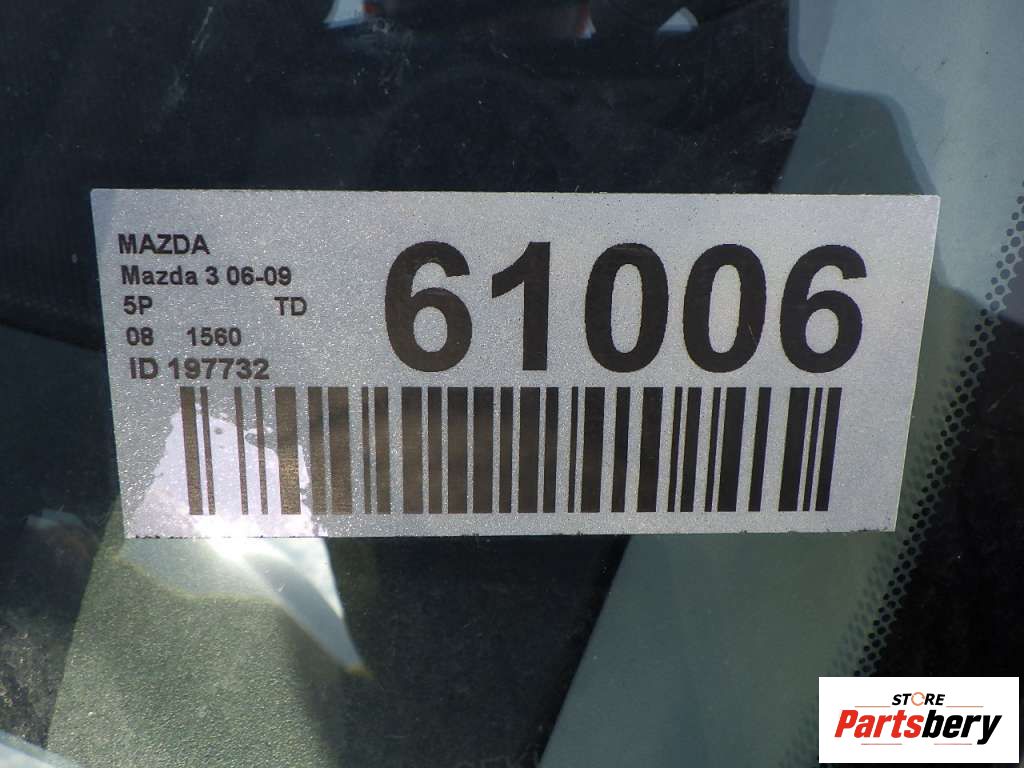 MAZDA
Mazda 3 06-09
5P TD
08 1560
ID 197732
61006
STORE
Partsbery